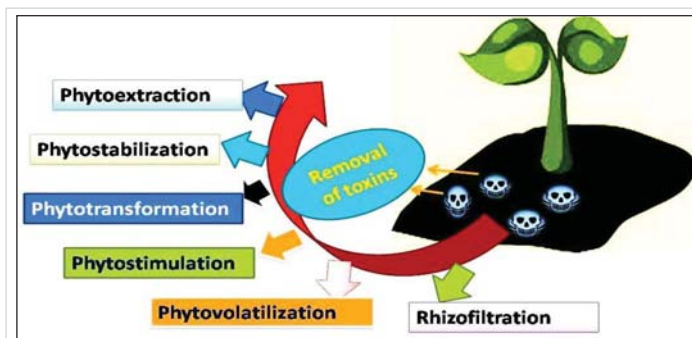 Phytoextraction
Phytostabilization
Removal
of toxins
Phytotransformation
Phytostimulation
Phytovolatilization
Rhizofiltration